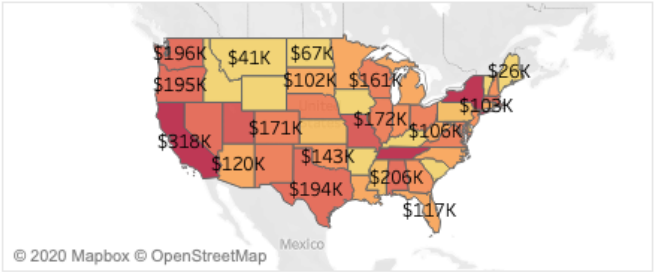 $196K
$41K
$67K
$26K
$195K
$102K
$161K
$103K
$318K
$171K
$172K
$106K
$120K
$143K
$194K
$206K
$117K
Mexico
© 2020 Mapbox © OpenStreetMap